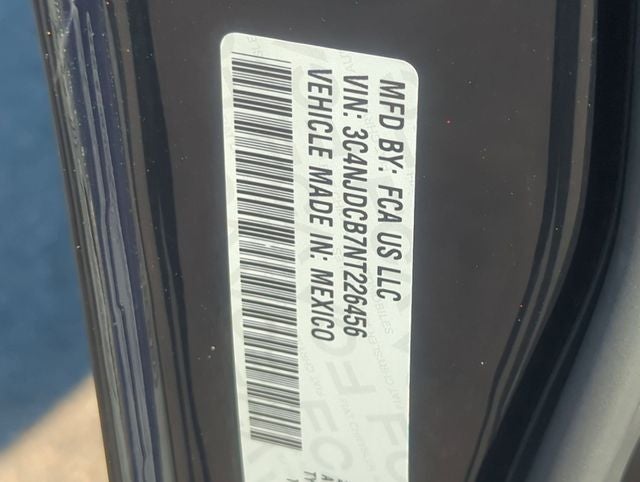 MFD BY: FCA US LLC
VIN: 3C4NJDCB7NT226456
VEHICLE MADE IN: MEXICO